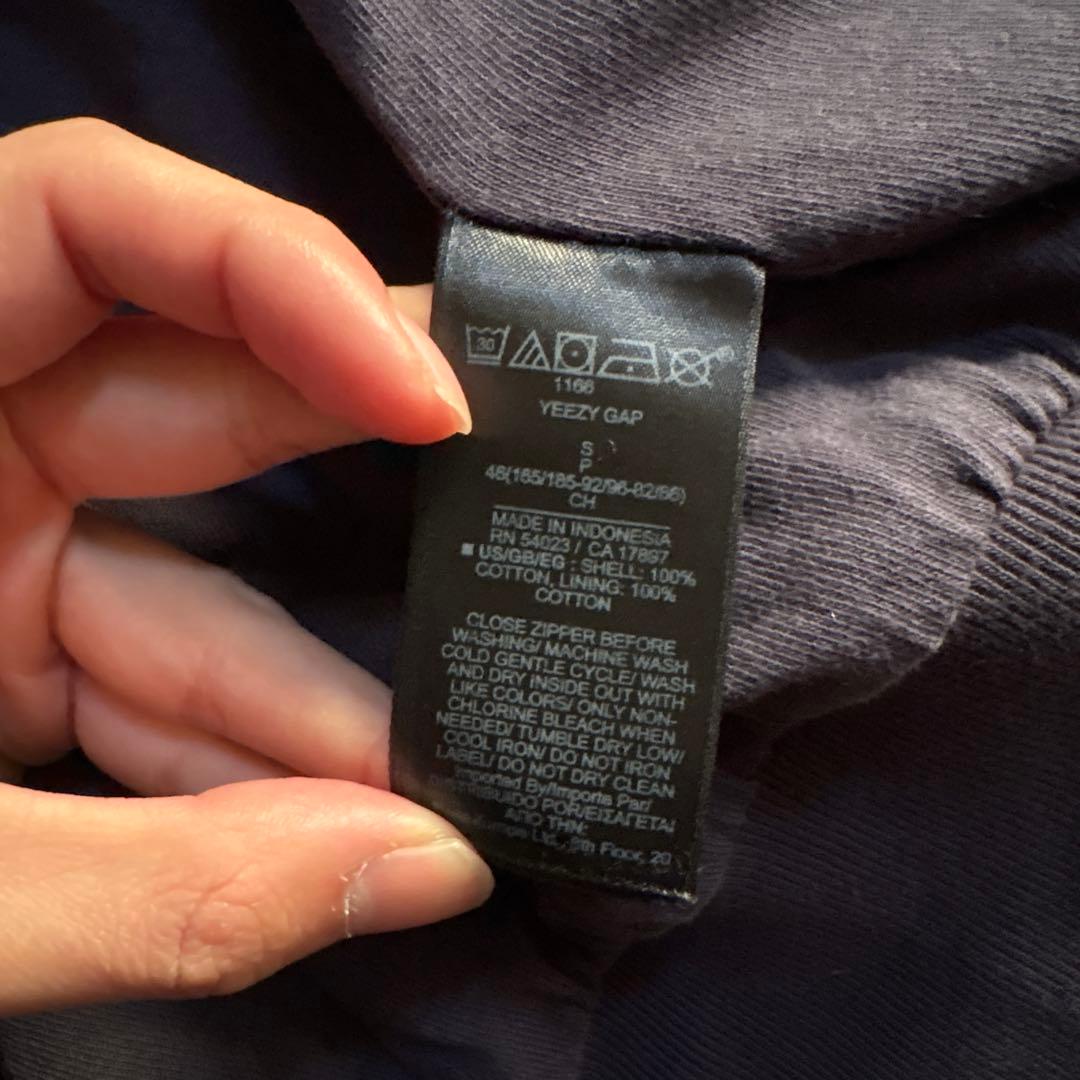 30
1166
YEEZY GAP
S
P
46(165/185-92/96-82/86)
CH
MADE IN INDONESIA
RN 54023 / CA 17897
■ US/GB/EG : SHELL: 100%
COTTON, LINING: 100%
COTTON
CLOSE ZIPPER BEFORE
WASHING/ MACHINE WASH
COLD GENTLE CYCLE/ WASH
AND DRY INSIDE OUT WITH
LIKE COLORS/ ONLY NON-
CHLORINE BLEACH WHEN
NEEDED/ TUMBLE DRY LOW/
COOL IRON/ DO NOT IRON
LABEL/ DO NOT DRY CLEAN
Imported By/Importe Par/
POR/ΕΙΣΑΓΕΤΑΙ
ΑΠΟ ΤΗΝ:
Floor, 20